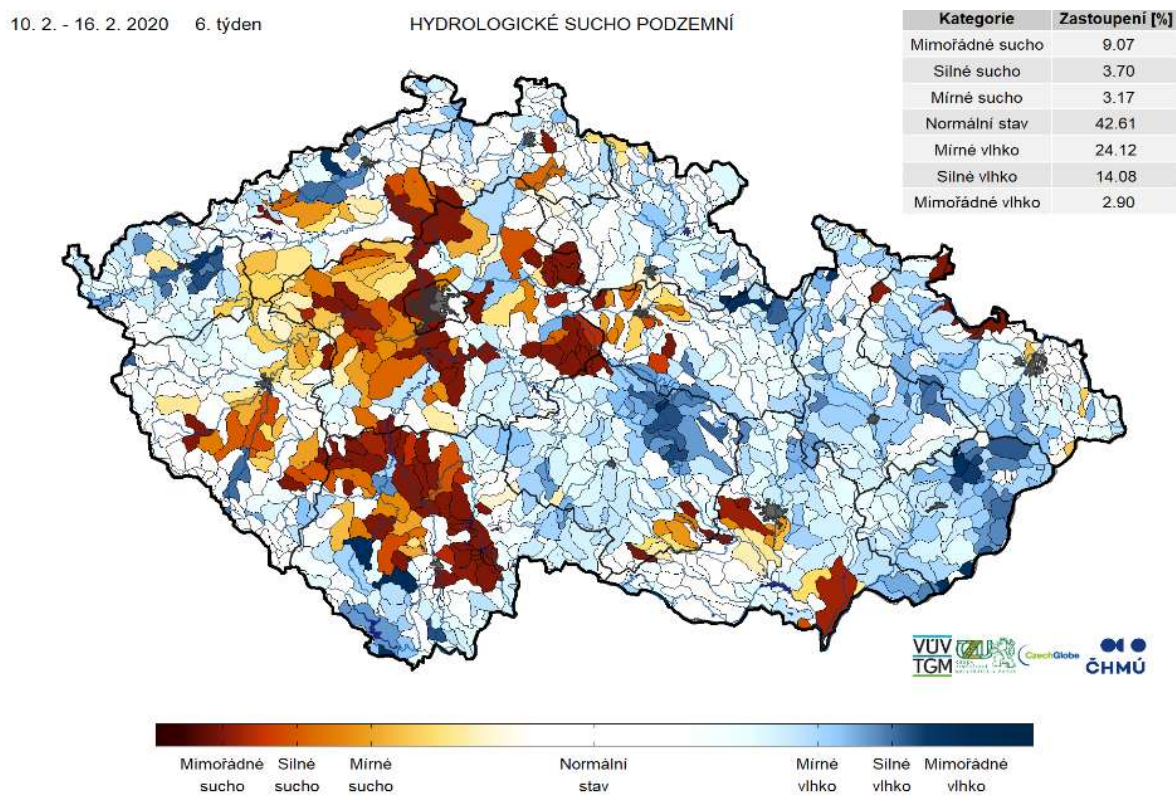 10. 2. - 16. 2. 2020 6. týden
HYDROLOGICKÉ SUCHO PODZEMNÍ
Kategorie Zastoupení [%]
Mimořádné sucho 9.07
Silné sucho 3.70
Mírné sucho 3.17
Normální stav 42.61
Mírné vlhko 24.12
Silné vlhko 14.08
Mimořádné vlhko 2.90
VÚV
TGM
CzechGlobe
ČHMÚ
Mimořádné sucho
Silné sucho
Mírné sucho
Normální stav
Mírné vlhko
Silné vlhko
Mimořádné vlhko